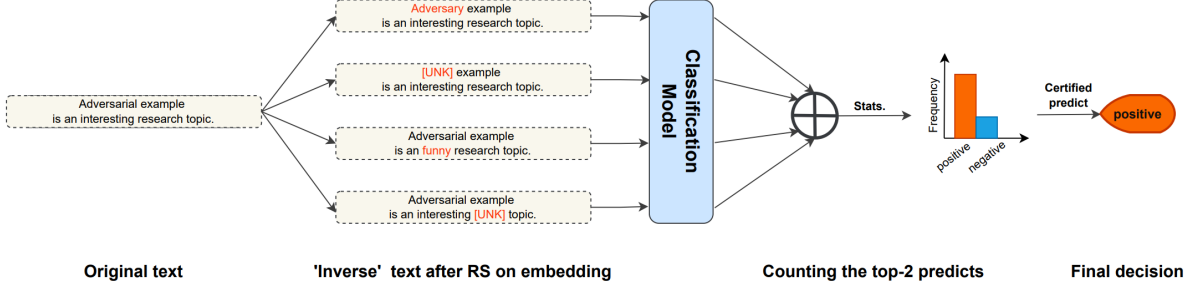 Adversarial example
is an interesting research topic.
Adversary example
is an interesting research topic.
[UNK] example
is an interesting research topic.
Adversarial example
is an funny research topic.
Adversarial example
is an interesting [UNK] topic.
Classification
Model
Stats.
Frequency
positive
negative
Certified
predict
positive
Original text
'Inverse' text after RS on embedding
Counting the top-2 predicts
Final decision